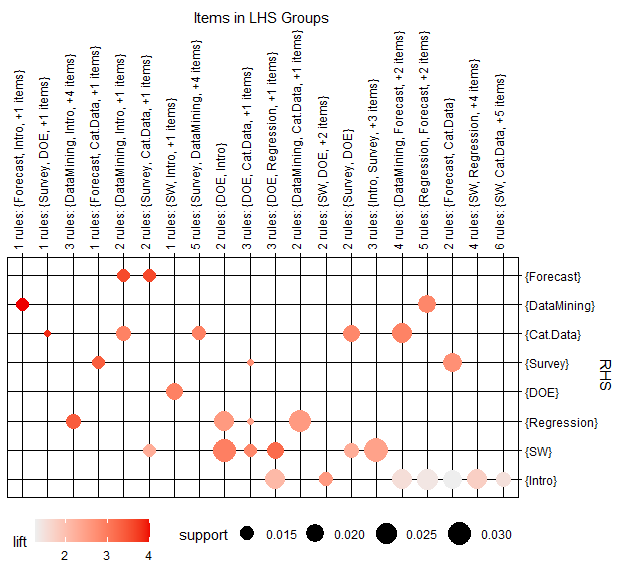 Items in LHS Groups
1 rules: {Forecast, Intro, +1 items}
1 rules: {Survey, DOE, +1 items}
3 rules: {DataMining, Intro, +4 items}
1 rules: {Forecast, Cat.Data, +1 items}
2 rules: {DataMining, Intro, +1 items}
2 rules: {Survey, Cat.Data, +1 items}
1 rules: {SW, Intro, +1 items}
5 rules: {Survey, DataMining, +4 items}
2 rules: {DOE, Intro}
3 rules: {DOE, Cat.Data, +1 items}
3 rules: {DOE, Regression, +1 items}
2 rules: {DataMining, Cat.Data, +1 items}
2 rules: {SW, DOE, +2 items}
2 rules: {Survey, DOE}
3 rules: {Intro, Survey, +3 items}
4 rules: {DataMining, Forecast, +2 items}
5 rules: {Regression, Forecast, +2 items}
2 rules: {Forecast, Cat.Data}
4 rules: {SW, Regression, +4 items}
6 rules: {SW, Cat.Data, +5 items}
{Forecast}
{DataMining}
{Cat.Data}
{Survey}
{DOE}
{Regression}
{SW}
{Intro}
RHS
lift
2 3 4
support 0.015 0.020 0.025 0.030